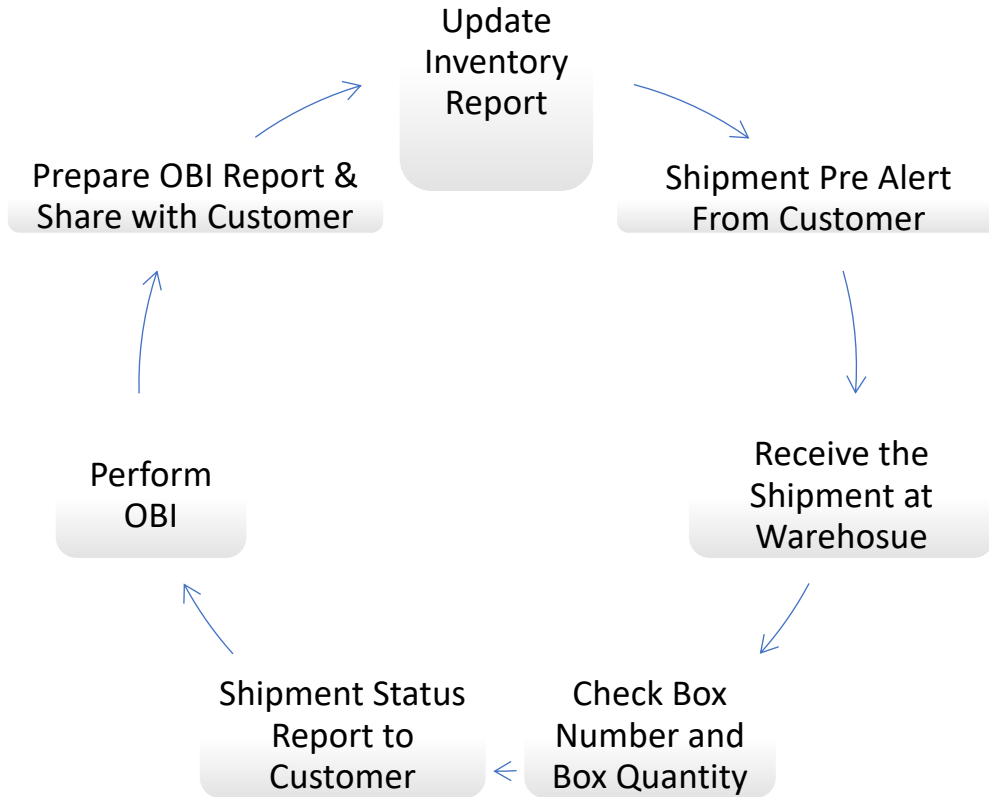 Update
Inventory
Report
Shipment Pre Alert
From Customer
Receive the
Shipment at
Warehosue
Check Box
Number and
Box Quantity
Shipment Status
Report to
Customer
Perform
OBI
Prepare OBI Report &
Share with Customer